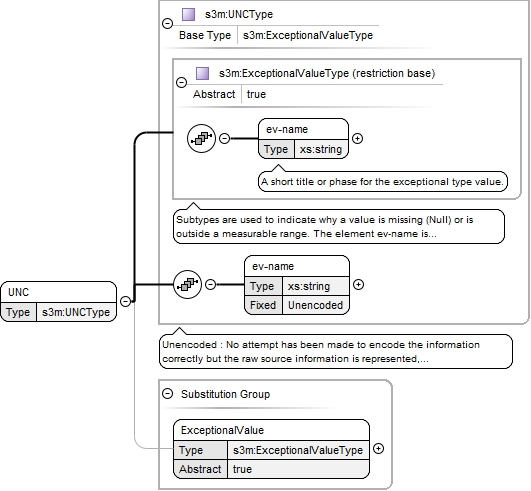 s3m:UNCType
Base Type s3m:ExceptionalValueType
s3m:ExceptionalValueType (restriction base)
Abstract true
ev-name
Type xs:string
A short title or phase for the exceptional type value.
Subtypes are used to indicate why a value is missing (Null) or is
outside a measurable range. The element ev-name is...
UNC
Type s3m:UNCType
ev-name
Type xs:string
Fixed Unencoded
Unencoded : No attempt has been made to encode the information
correctly but the raw source information is represented,...
Substitution Group
ExceptionalValue
Type s3m:ExceptionalValueType
Abstract true